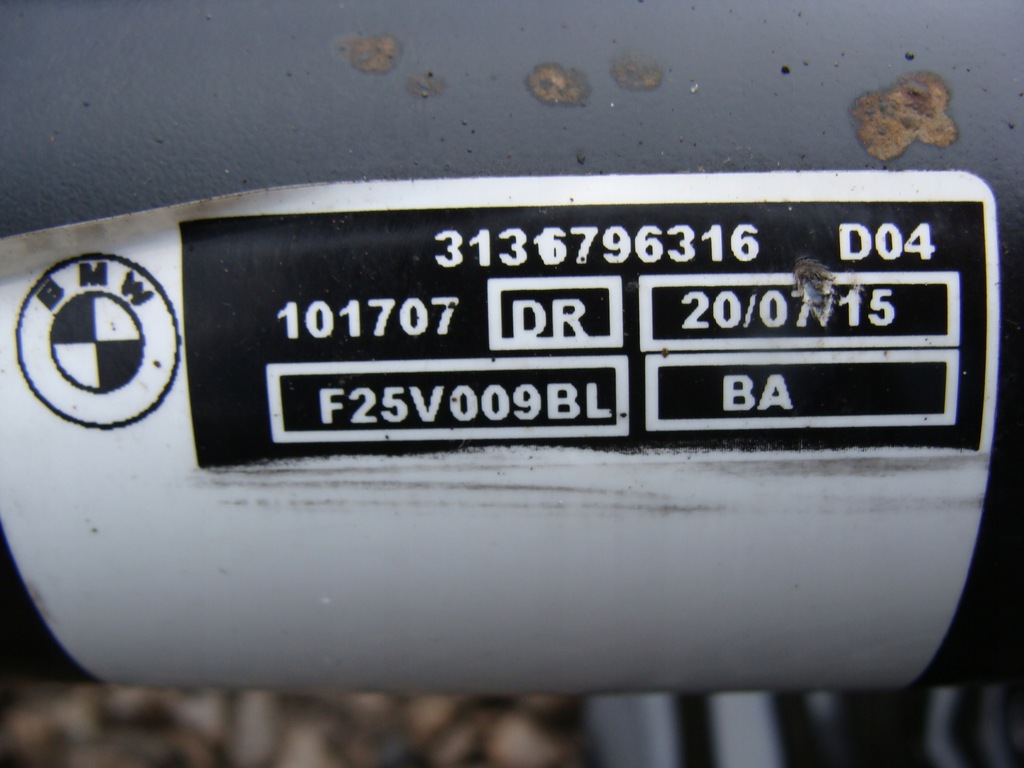 BMW
31316796316 D04
101707 DR 20/07/15
F25V009BL BA